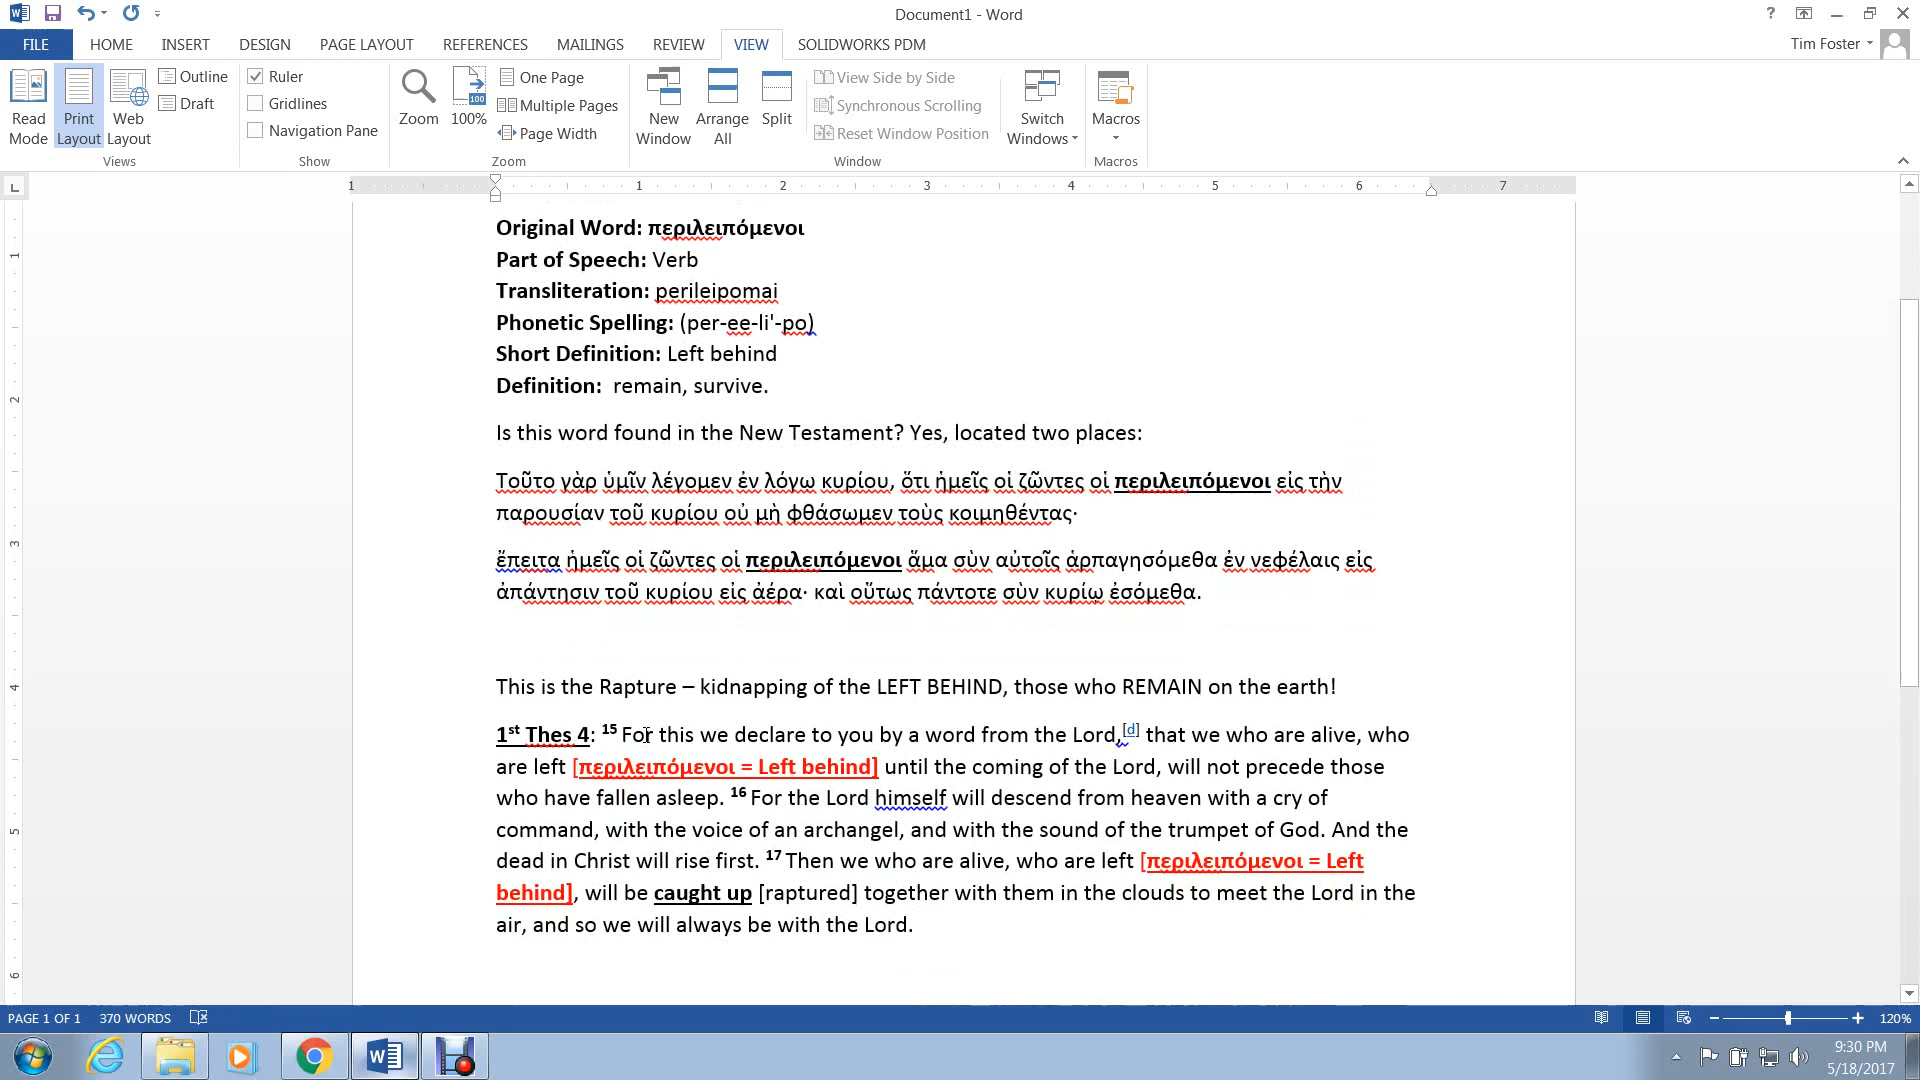 Document1 - Word
FILE HOME INSERT DESIGN PAGE LAYOUT REFERENCES MAILINGS REVIEW VIEW SOLIDWORKS PDM Tim Foster
Read Mode
Print Layout
Web Layout
Outline
Draft
Views
Ruler
Gridlines
Navigation Pane
Show
Zoom
100%
One Page
Multiple Pages
Page Width
Zoom
New Window
Arrange All
Split
View Side by Side
Synchronous Scrolling
Reset Window Position
Window
Switch Windows
Macros
Macros
1 1 2 3 4 5 6 7
Original Word: περιλειπόμενοι
Part of Speech: Verb
Transliteration: perileipomai
Phonetic Spelling: (per-ee-li'-po)
Short Definition: Left behind
Definition: remain, survive.
Is this word found in the New Testament? Yes, located two places:
Τοῦτο γὰρ ὑμῖν λέγομεν ἐν λόγω κυρίου, ὅτι ἡμεῖς οἱ ζῶντες οἱ περιλειπόμενοι εἰς τὴν
παρουσίαν τοῦ κυρίου οὐ μὴ φθάσωμεν τοὺς κοιμηθέντας·
ἔπειτα ἡμεῖς οἱ ζῶντες οἱ περιλειπόμενοι ἅμα σὺν αὐτοῖς ἁρπαγησόμεθα ἐν νεφέλαις εἰς
ἀπάντησιν τοῦ κυρίου εἰς ἀέρα· καὶ οὕτως πάντοτε σὺν κυρίῳ ἐσόμεθα.
This is the Rapture – kidnapping of the LEFT BEHIND, those who REMAIN on the earth!
1st Thes 4: 15 For this we declare to you by a word from the Lord,[d] that we who are alive, who
are left [περιλειπόμενοι = Left behind] until the coming of the Lord, will not precede those
who have fallen asleep. 16 For the Lord himself will descend from heaven with a cry of
command, with the voice of an archangel, and with the sound of the trumpet of God. And the
dead in Christ will rise first. 17 Then we who are alive, who are left [περιλειπόμενοι = Left
behind], will be caught up [raptured] together with them in the clouds to meet the Lord in the
air, and so we will always be with the Lord.
1
2
3
4
5
6
PAGE 1 OF 1 370 WORDS 120%
9:30 PM
5/18/2017